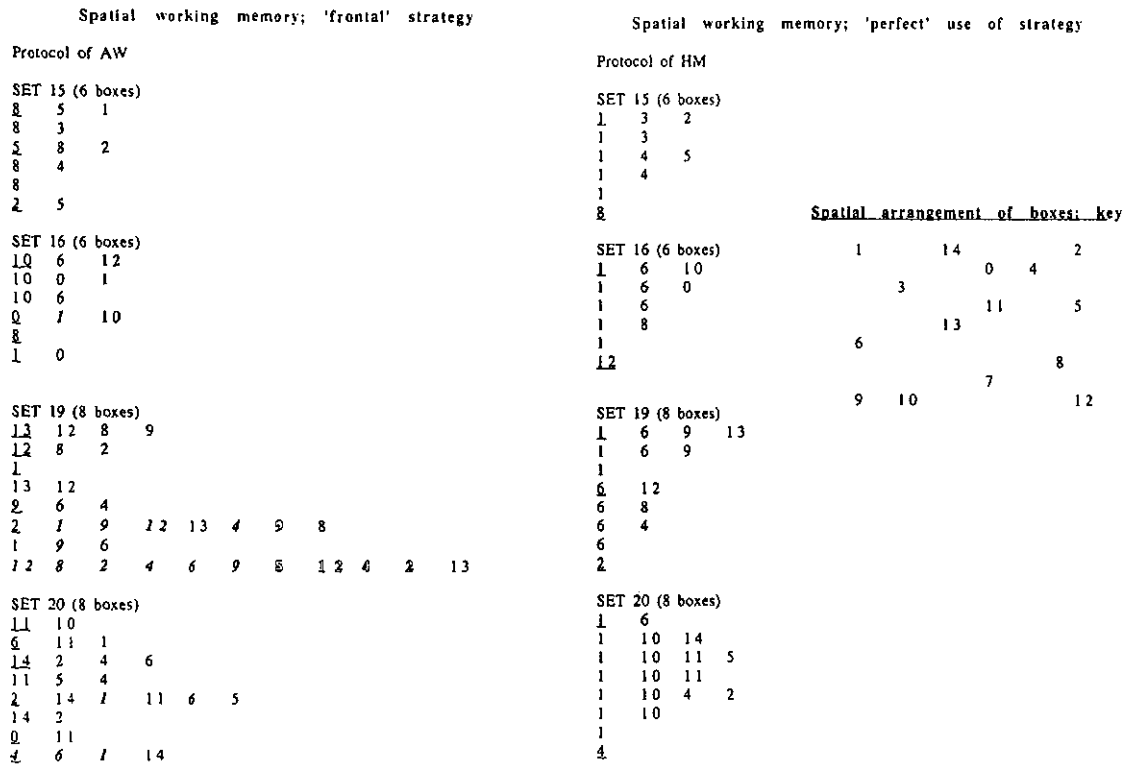 Spatial working memory; 'frontal' strategy
Protocol of AW
SET 15 (6 boxes)
8 5 1
8 3
5 8 2
8 4
8
2 5
SET 16 (6 boxes)
10 6 12
10 0 1
10 6
0 1 10
8
1 0
SET 19 (8 boxes)
13 12 8 9
12 8 2
1
13 12
9 6 4
2 1 9 12 13 4 9 8
1 9 6
12 8 2 4 6 9 8 12 4 2 13
SET 20 (8 boxes)
11 10
6 11 1
14 2 4 6
11 5 4
2 14 1 11 6 5
14 2
0 11
4 6 1 14
Spatial working memory; 'perfect' use of strategy
Protocol of HM
SET 15 (6 boxes)
1 3 2
1 3
1 4 5
1 4
1
8
SET 16 (6 boxes)
1 6 10
1 6 0
1 6
1 8
1
12
SET 19 (8 boxes)
1 6 9 13
1 6 9
1
6 12
6 8
6 4
6
2
SET 20 (8 boxes)
1 6
1 10 14
1 10 11 5
1 10 11
1 10 4 2
1 10
1
4
Spatial arrangement of boxes; key
1 14 2
0 4
3
11 5
13
6
8
7
9 10 12